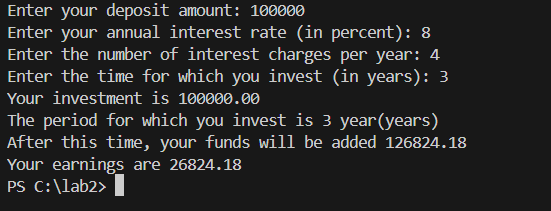 Enter your deposit amount: 100000
Enter your annual interest rate (in percent): 8
Enter the number of interest charges per year: 4
Enter the time for which you invest (in years): 3
Your investment is 100000.00
The period for which you invest is 3 year(years)
After this time, your funds will be added 126824.18
Your earnings are 26824.18
PS C:\lab2>